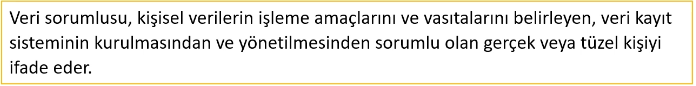 Veri sorumlusu, kişisel verilerin işleme amaçlarını ve vasıtalarını belirleyen, veri kayıt
sisteminin kurulmasından ve yönetilmesinden sorumlu olan gerçek veya tüzel kişiyi
ifade eder.